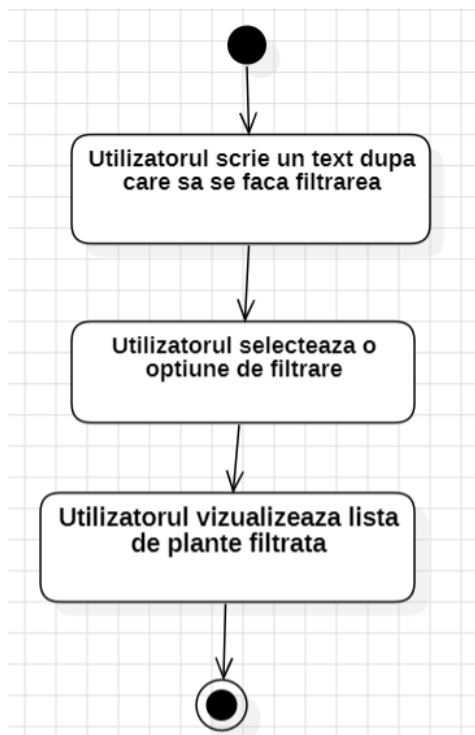 Utilizatorul scrie un text dupa
care sa se faca filtrarea
Utilizatorul selecteaza o
optiune de filtrare
Utilizatorul vizualizeaza lista
de plante filtrata